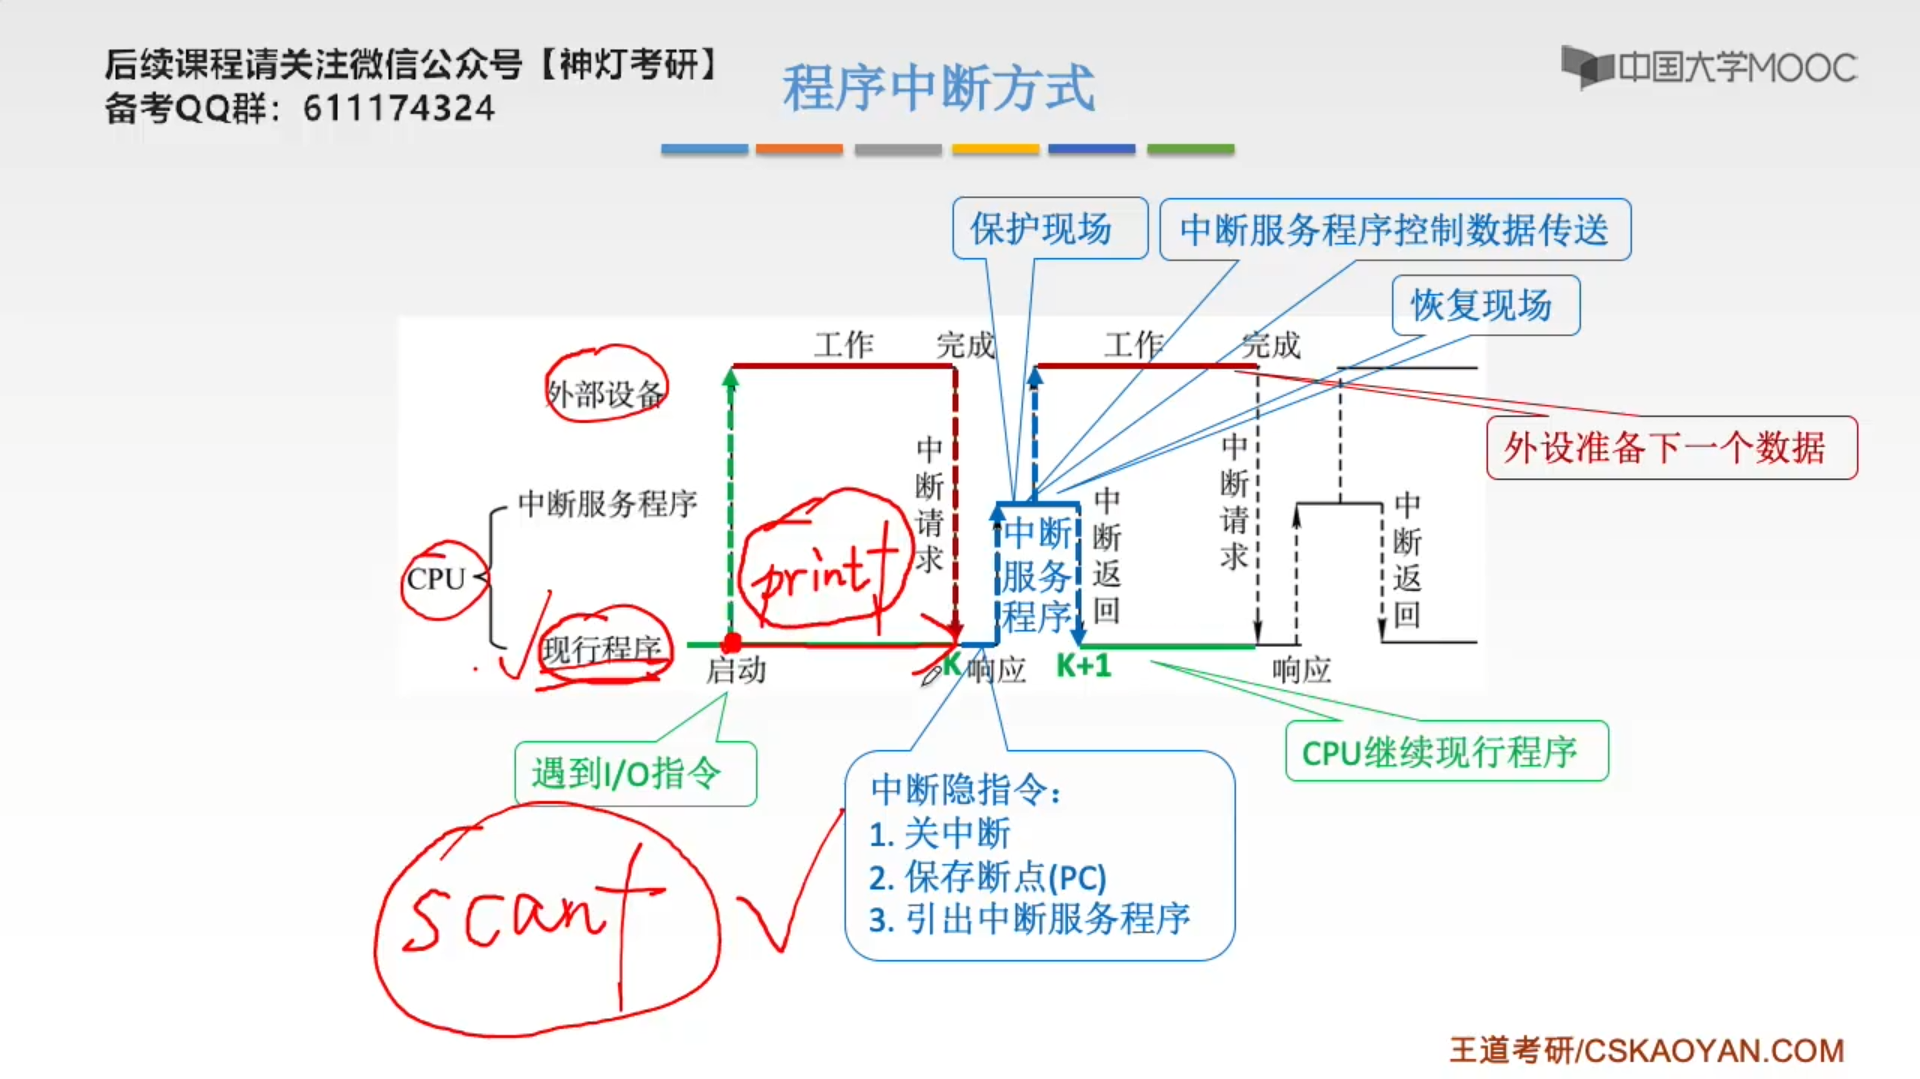 后续课程请关注微信公众号【神灯考研】
备考QQ群：611174324
程序中断方式
中国大学MOOC
保护现场
中断服务程序控制数据传送
恢复现场
工作
完成
工作
完成
外部设备
外设准备下一个数据
中断请求
中断请求
中断服务程序
中断服务程序
中断返回
中断返回
printf
CPU
现行程序
启动
K
响应
K+1
响应
遇到I/O指令
CPU继续现行程序
中断隐指令：
1. 关中断
2. 保存断点(PC)
3. 引出中断服务程序
scanf
王道考研/CSKAOYAN.COM